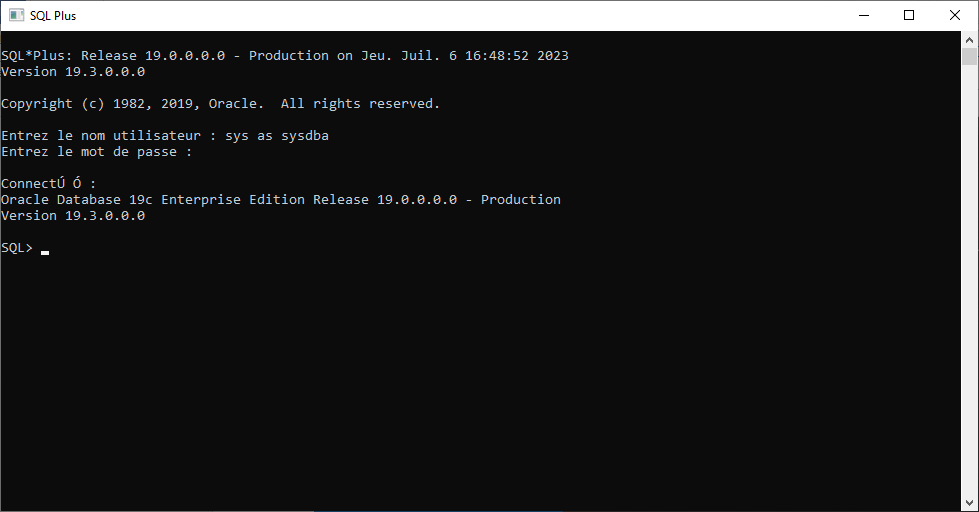 SQL Plus
SQL*Plus: Release 19.0.0.0.0 - Production on Jeu. Juil. 6 16:48:52 2023
Version 19.3.0.0.0
Copyright (c) 1982, 2019, Oracle.  All rights reserved.
Entrez le nom utilisateur : sys as sysdba
Entrez le mot de passe :
ConnectÚ Ó :
Oracle Database 19c Enterprise Edition Release 19.0.0.0.0 - Production
Version 19.3.0.0.0
SQL>